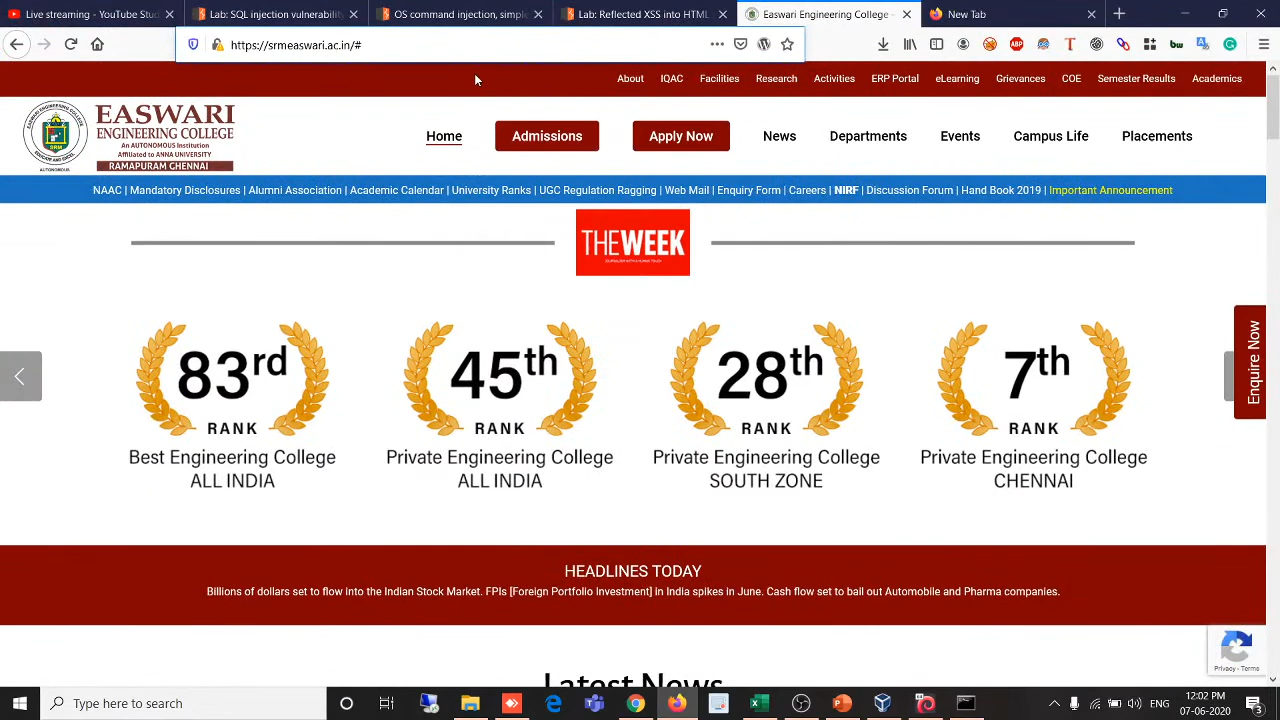 YouTube Studio
Lab: SQL injection vulnerability i
OS command injection, simple
Lab: Reflected XSS into HTML c
Easwari Engineering College -
New Tab
https://srmeaswari.ac.in/#
About IQAC Facilities Research Activities ERP Portal eLearning Grievances COE Semester Results Academics
EASWARI
ENGINEERING COLLEGE
An AUTONOMOUS Institution
Affiliated to ANNA UNIVERSITY
RAMAPURAM CHENNAI
Home Admissions Apply Now News Departments Events Campus Life Placements
NAAC | Mandatory Disclosures | Alumni Association | Academic Calendar | University Ranks | UGC Regulation Ragging | Web Mail | Enquiry Form | Careers | NIRF | Discussion Forum | Hand Book 2019 | Important Announcement
THEWEEK
83rd
RANK
Best Engineering College
ALL INDIA
45th
RANK
Private Engineering College
ALL INDIA
28th
RANK
Private Engineering College
SOUTH ZONE
7th
RANK
Private Engineering College
CHENNAI
Enquire Now
HEADLINES TODAY
Billions of dollars set to flow into the Indian Stock Market. FPIs [Foreign Portfolio Investment] in India spikes in June. Cash flow set to bail out Automobile and Pharma companies.
Latest News
Privacy - Terms
Type here to search
ENG
12:02 PM
07-06-2020
3